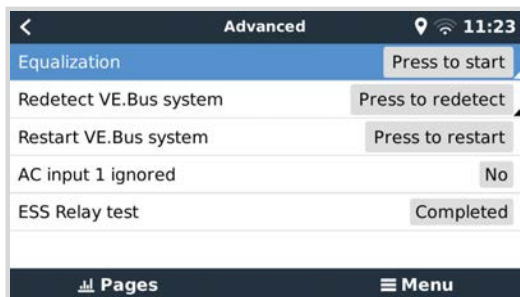 Advanced 11:23
Equalization Press to start
Redetect VE.Bus system Press to redetect
Restart VE.Bus system Press to restart
AC input 1 ignored No
ESS Relay test Completed
Pages Menu